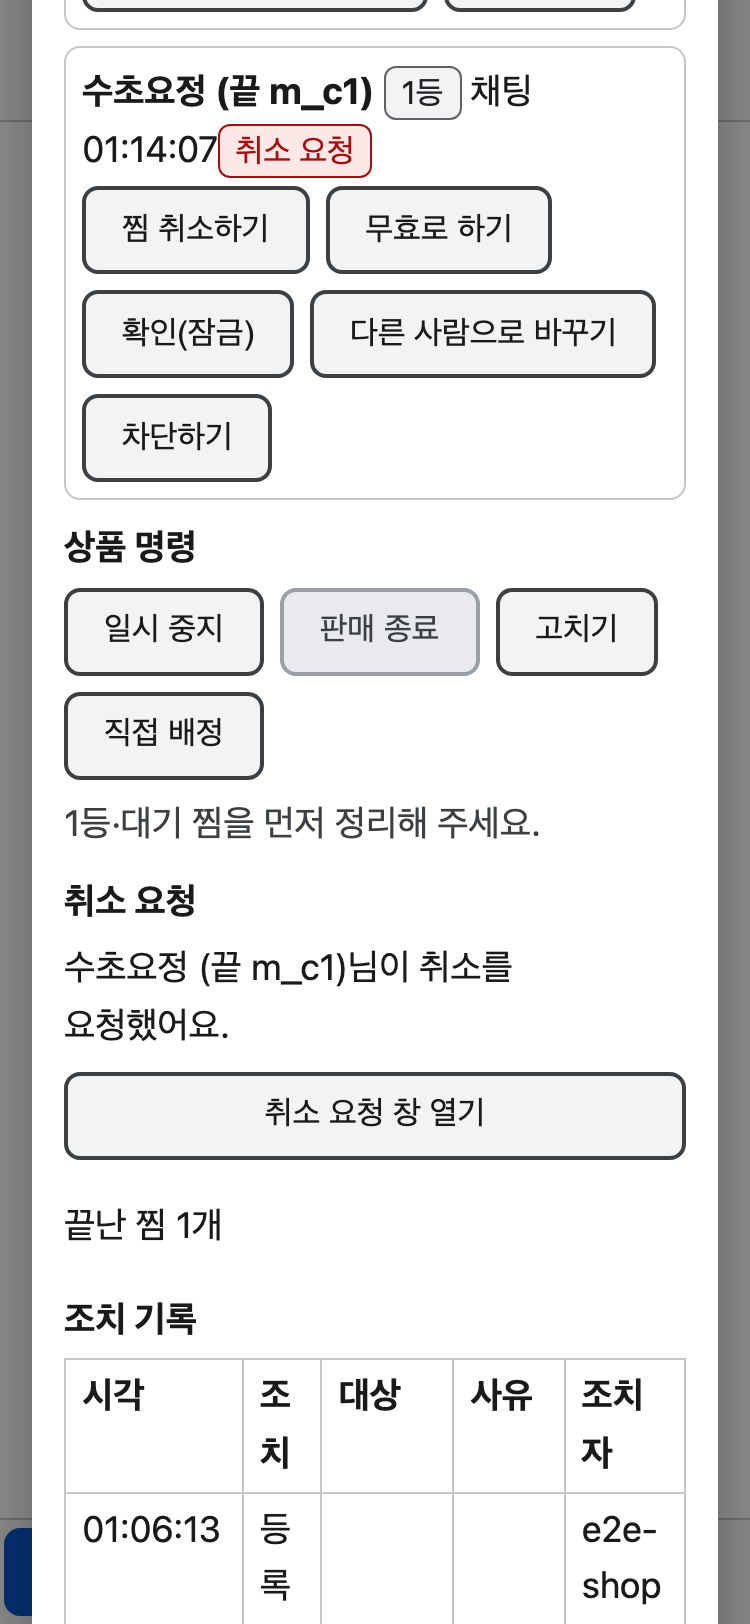 수초요정 (끝 m_c1) 1등 채팅
01:14:07 취소 요청
찜 취소하기 무효로 하기
확인(잠금) 다른 사람으로 바꾸기
차단하기
상품 명령
일시 중지 판매 종료 고치기
직접 배정
1등·대기 찜을 먼저 정리해 주세요.
취소 요청
수초요정 (끝 m_c1)님이 취소를
요청했어요.
취소 요청 창 열기
끝난 찜 1개
조치 기록
시각 조치 대상 사유 조치자
01:06:13 등록 e2e-shop